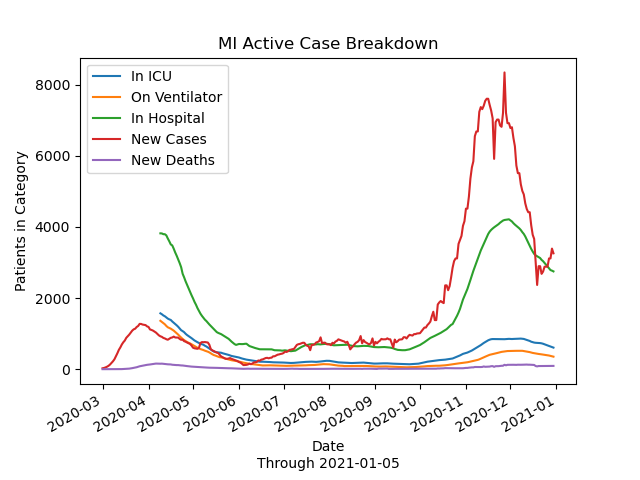 MI Active Case Breakdown
In ICU
On Ventilator
In Hospital
New Cases
New Deaths
Patients in Category
8000
6000
4000
2000
0
2020-03
2020-04
2020-05
2020-06
2020-07
2020-08
2020-09
2020-10
2020-11
2020-12
2021-01
Date
Through 2021-01-05